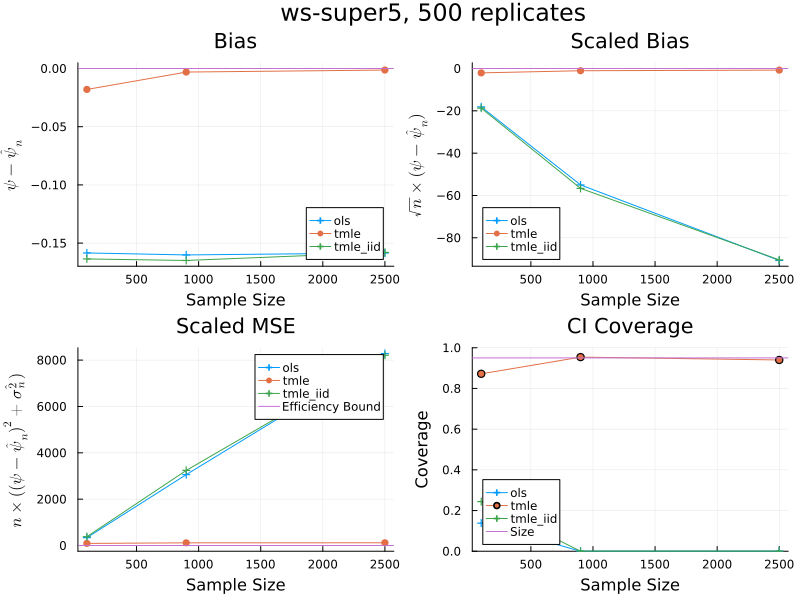 ws-super5, 500 replicates
Bias
0.00
−0.05
−0.10
−0.15
ψ − ψ̂ₙ
500
1000
1500
2000
2500
Sample Size
ols
tmle
tmle_iid
Scaled Bias
0
−20
−40
−60
−80
√n × (ψ − ψ̂ₙ)
500
1000
1500
2000
2500
Sample Size
ols
tmle
tmle_iid
Scaled MSE
8000
6000
4000
2000
0
n × ((ψ − ψ̂ₙ)² + σ̂ₙ²)
500
1000
1500
2000
2500
Sample Size
ols
tmle
tmle_iid
Efficiency Bound
CI Coverage
1.0
0.8
0.6
0.4
0.2
0.0
Coverage
500
1000
1500
2000
2500
Sample Size
ols
tmle
tmle_iid
Size